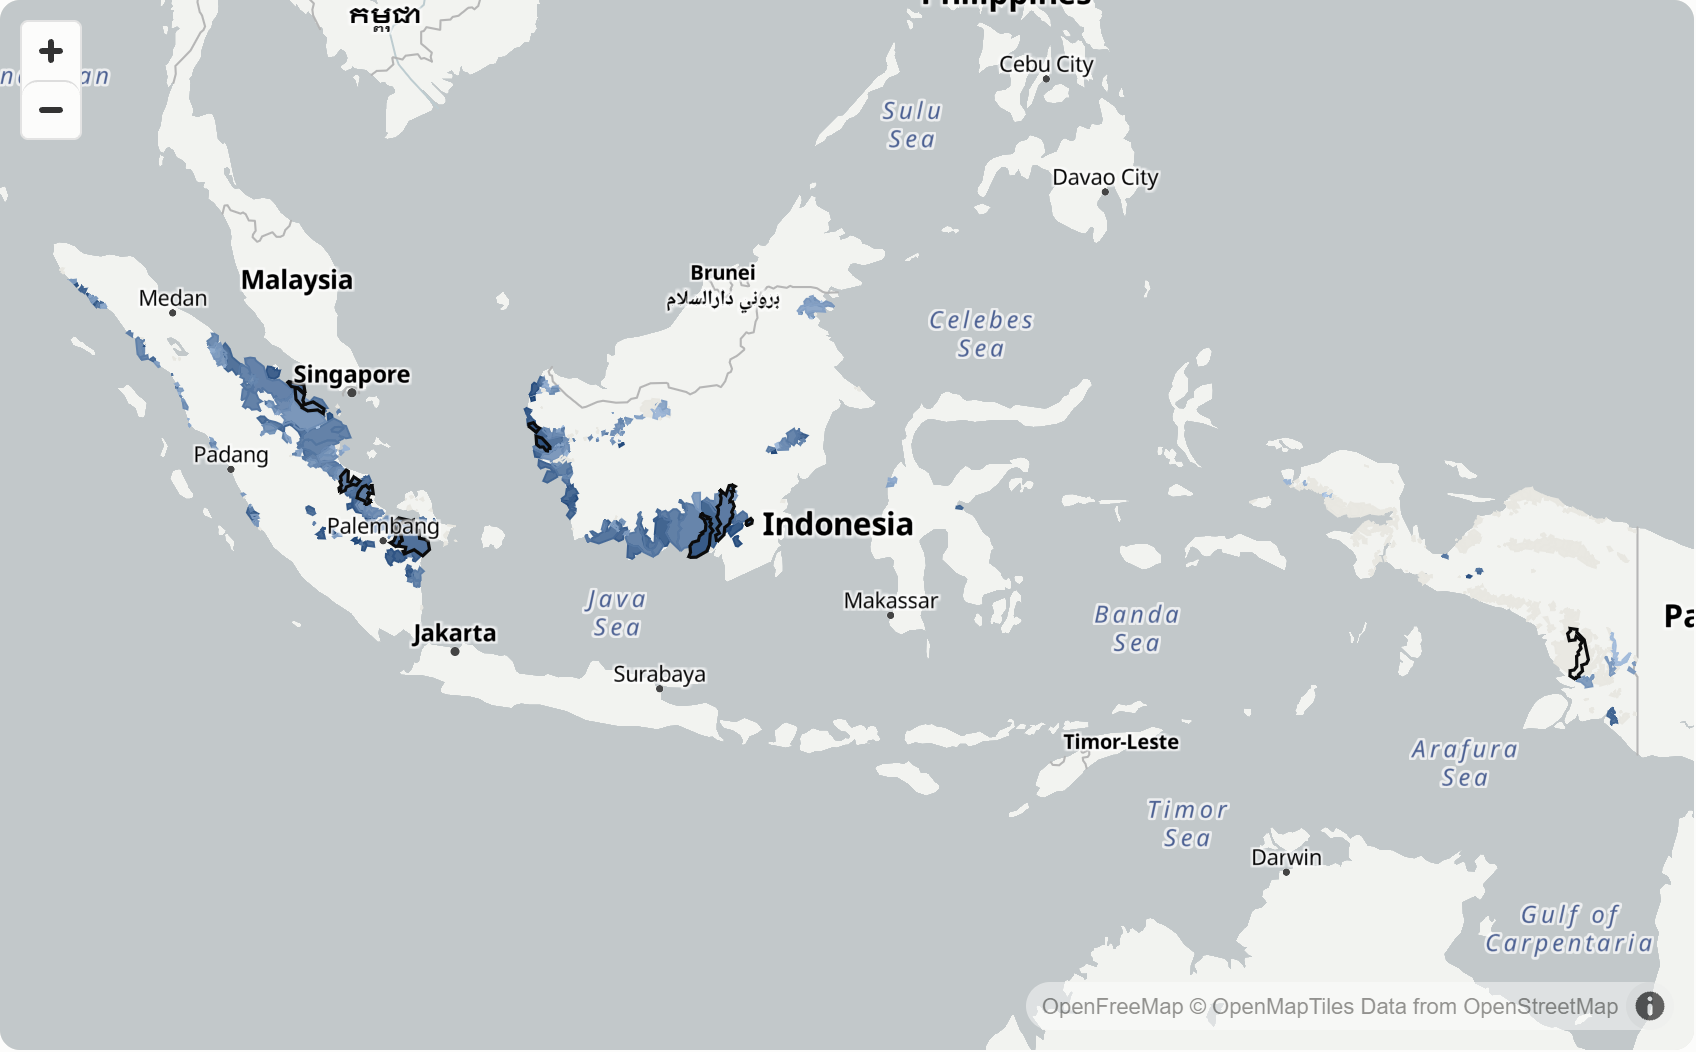 កម្ពុជា
Philippines
Cebu City
Sulu
Sea
Davao City
Malaysia
Medan
Brunei
بروني دارالسلام
Celebes
Sea
Singapore
Padang
Palembang
Indonesia
Java
Sea
Makassar
Banda
Sea
Jakarta
Surabaya
Timor-Leste
Arafura
Sea
Timor
Sea
Darwin
Gulf of
Carpentaria
OpenFreeMap © OpenMapTiles Data from OpenStreetMap